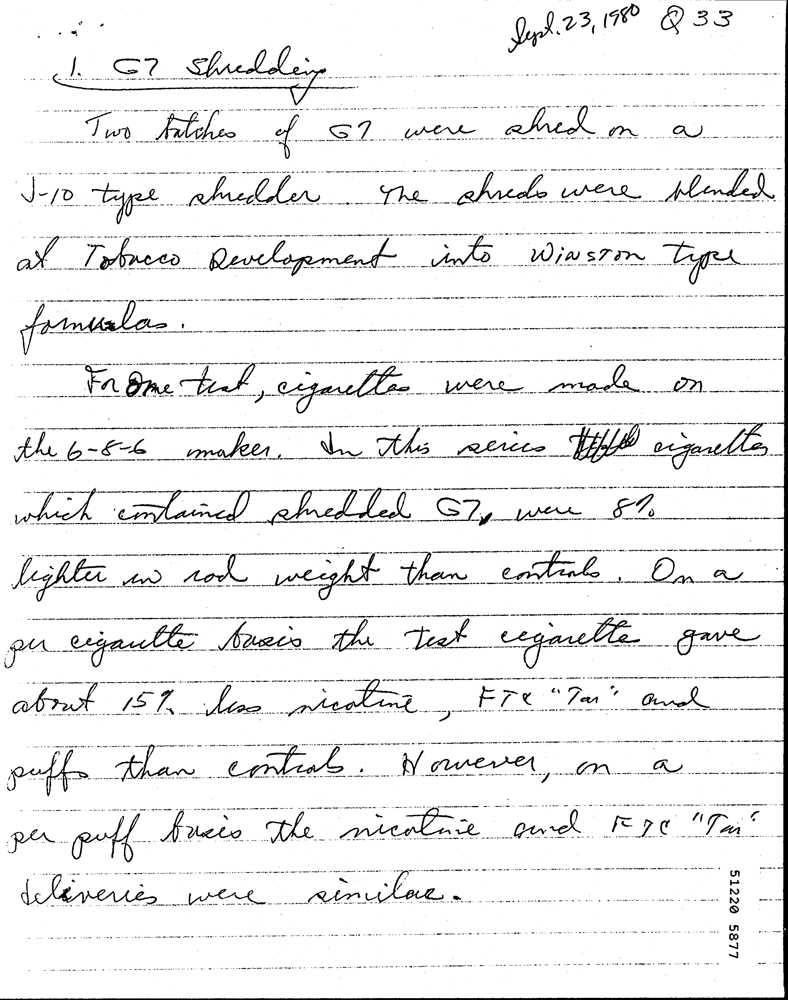 Sept. 23, 1980 Q 33
1. G7 Shredding
Two batches of G7 were shred on a
J-10 type shredder. The shreds were blended
at Tobacco Development into Winston type
formulas.
For one test, cigarettes were made on
the 6-8-6 maker. In this series cigarettes
which contained shredded G7, were 8%
lighter in rod weight than controls. On a
per cigarette basis the test cigarette gave
about 15% less nicotine, FTC "Tar" and
puffs than controls. However, on a
per puff basis the nicotine and FTC "Tar"
deliveries were similar.
51220 5877